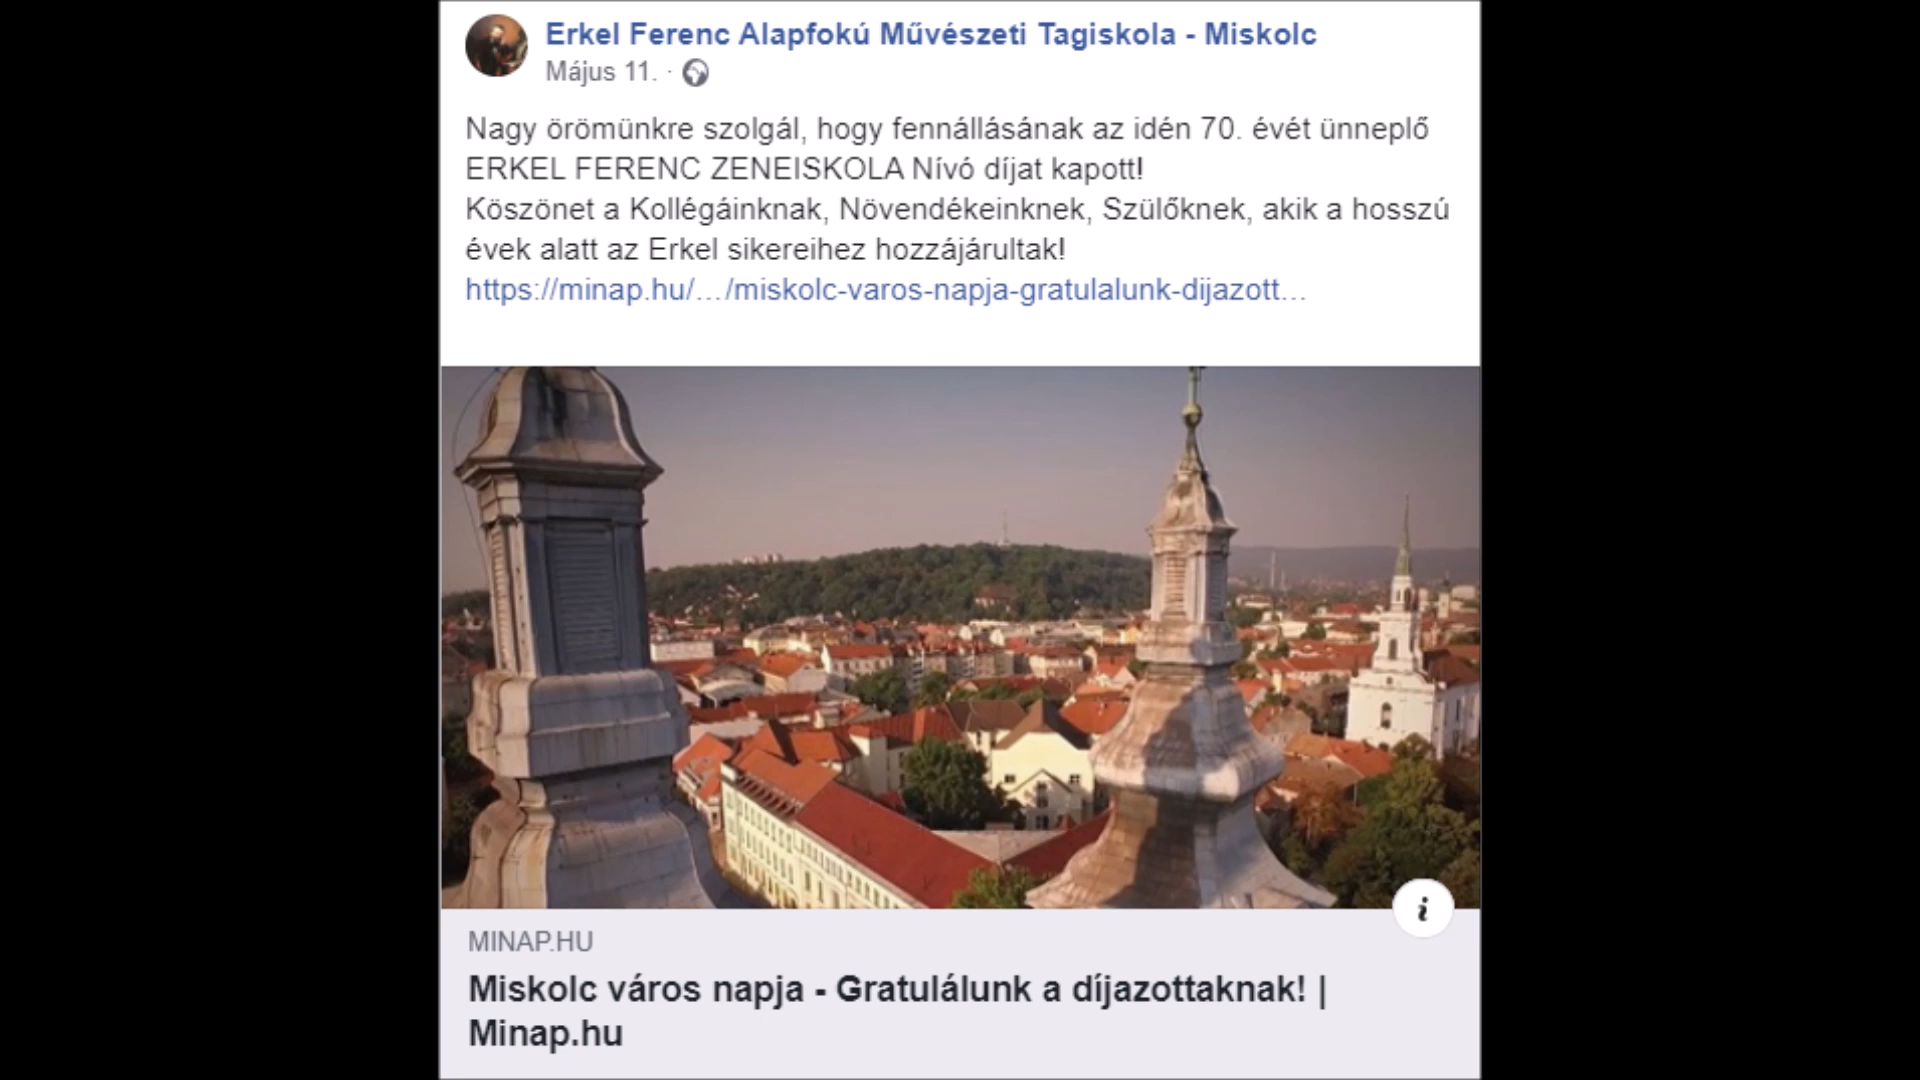 Erkel Ferenc Alapfokú Művészeti Tagiskola - Miskolc
Május 11. ·
Nagy örömünkre szolgál, hogy fennállásának az idén 70. évét ünneplő
ERKEL FERENC ZENEISKOLA Nívó díjat kapott!
Köszönet a Kollégáinknak, Növendékeinknek, Szülőknek, akik a hosszú
évek alatt az Erkel sikereihez hozzájárultak!
https://minap.hu/…/miskolc-varos-napja-gratulalunk-dijazott…
i
MINAP.HU
Miskolc város napja - Gratulálunk a díjazottaknak! |
Minap.hu